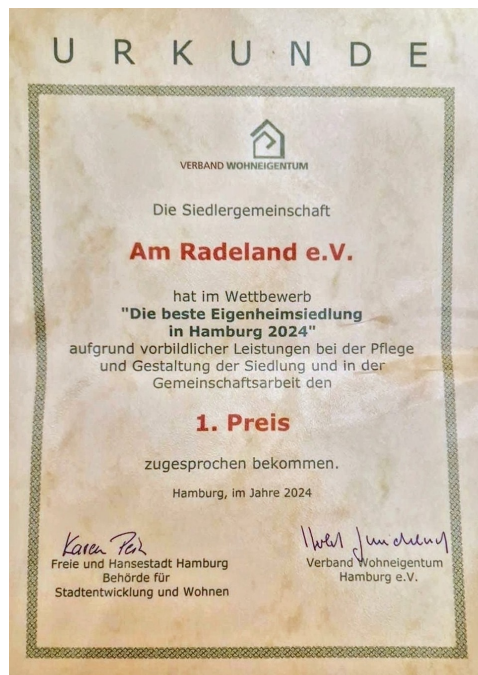 URKUNDE
VERBAND WOHNEIGENTUM
Die Siedlergemeinschaft
Am Radeland e.V.
hat im Wettbewerb
"Die beste Eigenheimsiedlung
in Hamburg 2024"
aufgrund vorbildlicher Leistungen bei der Pflege
und Gestaltung der Siedlung und in der
Gemeinschaftsarbeit den
1. Preis
zugesprochen bekommen.
Hamburg, im Jahre 2024
Karen
Freie und Hansestadt Hamburg
Behörde für
Stadtentwicklung und Wohnen
Verband Wohneigentum
Hamburg e.V.